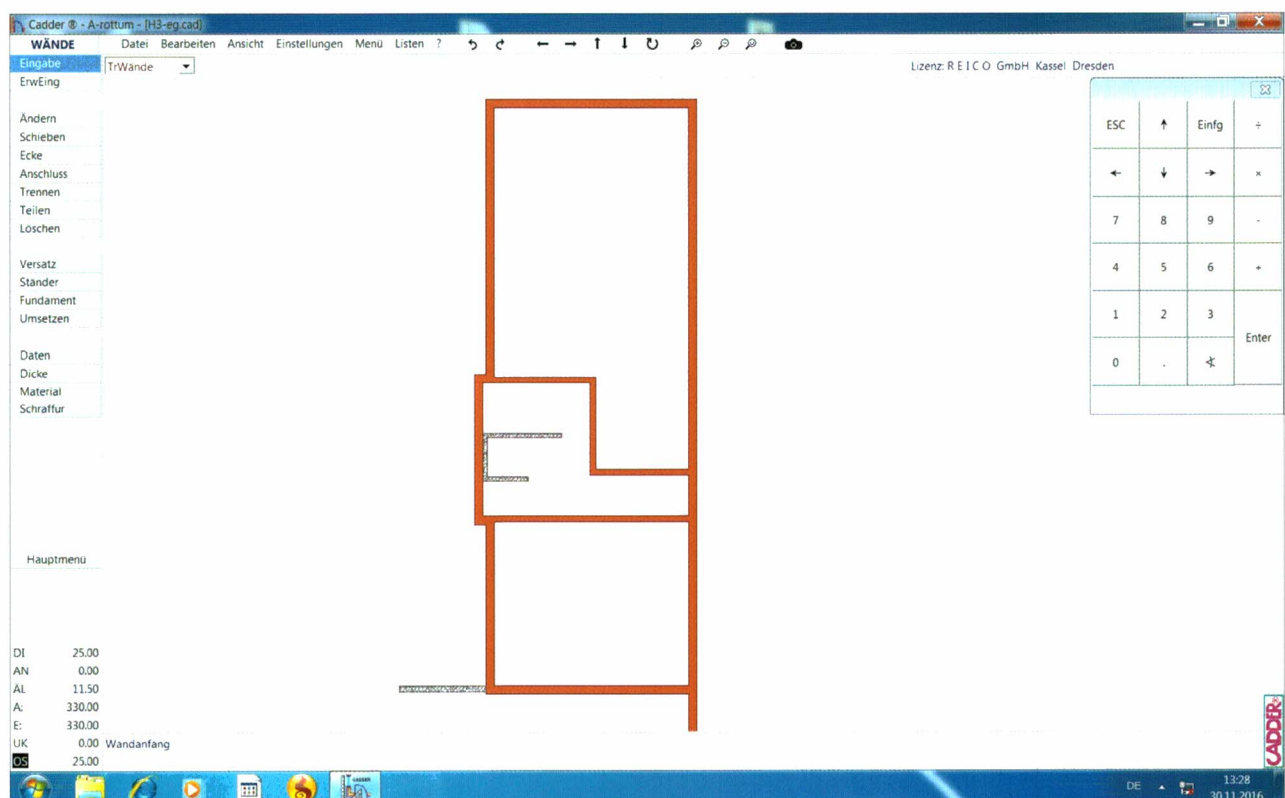 Cadder ® - A-rottum - [H3-eg.cad]
WÄNDE Datei Bearbeiten Ansicht Einstellungen Menü Listen ?
Eingabe TrWände Lizenz: R E I C O GmbH Kassel Dresden
ErwEing
Ändern
Schieben
Ecke
Anschluss
Trennen
Teilen
Löschen
Versatz
Ständer
Fundament
Umsetzen
Daten
Dicke
Material
Schraffur
Hauptmenü
ESC ↑ Einfg ÷
← ↓ → ×
7 8 9 -
4 5 6 +
1 2 3 Enter
0 .
DI 25.00
AN 0.00
AL 11.50
A: 330.00
E: 330.00
UK 0.00 Wandanfang
OS 25.00
CADDER®
DE 13:28
30.11.2016